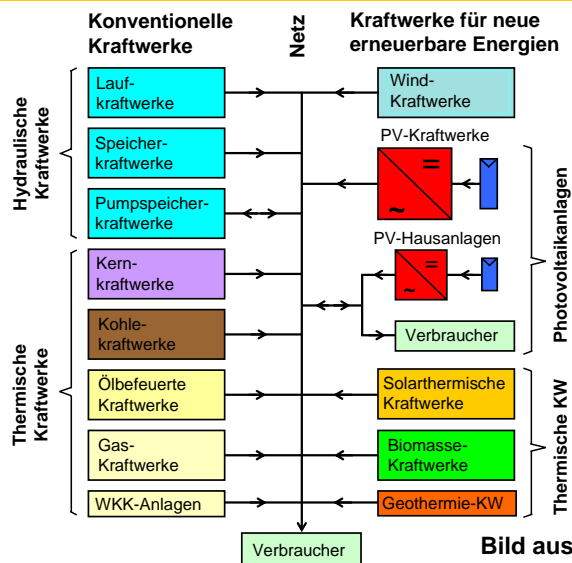 Konventionelle
Kraftwerke
Netz
Kraftwerke für neue
erneuerbare Energien
Hydraulische
Kraftwerke
Lauf-
kraftwerke
Speicher-
kraftwerke
Pumpspeicher-
kraftwerke
Thermische
Kraftwerke
Kern-
kraftwerke
Kohle-
kraftwerke
Ölbefeuerte
Kraftwerke
Gas-
Kraftwerke
WKK-Anlagen
Wind-
Kraftwerke
PV-Kraftwerke
=
~
PV-Hausanlagen
=
~
Verbraucher
Photovoltaikanlagen
Solarthermische
Kraftwerke
Biomasse-
Kraftwerke
Geothermie-KW
Thermische KW
Verbraucher
Bild aus